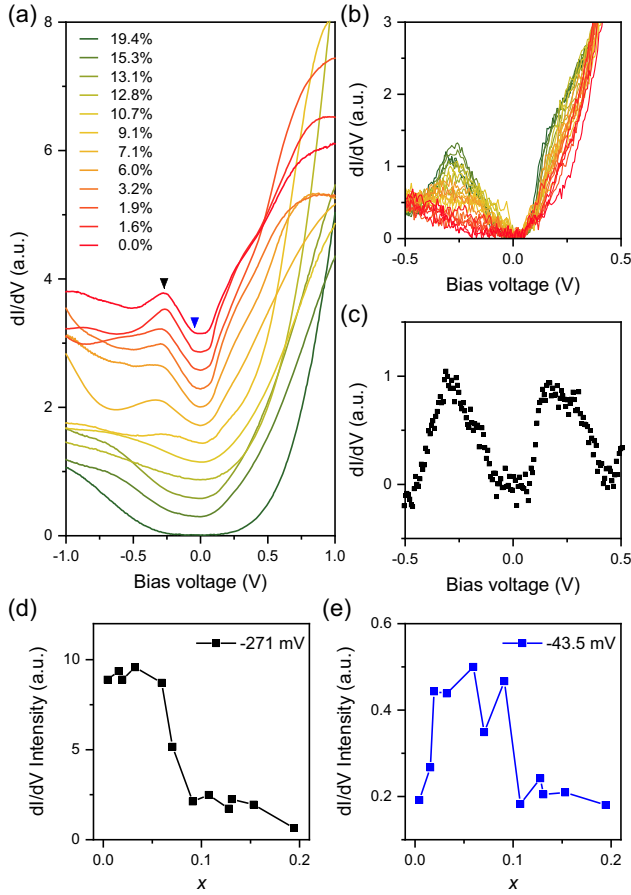 (a)
8
6
4
2
0
dI/dV (a.u.)
19.4%
15.3%
13.1%
12.8%
10.7%
9.1%
7.1%
6.0%
3.2%
1.9%
1.6%
0.0%
-1.0
-0.5
0.0
0.5
1.0
Bias voltage (V)
(b)
3
2
1
0
dI/dV (a.u.)
-0.5
0.0
0.5
Bias voltage (V)
(c)
1
0
dI/dV (a.u.)
-0.5
0.0
0.5
Bias voltage (V)
(d)
-271 mV
10
5
0
dI/dV Intensity (a.u.)
0.0
0.1
0.2
x
(e)
-43.5 mV
0.6
0.4
0.2
dI/dV Intensity (a.u.)
0.0
0.1
0.2
x